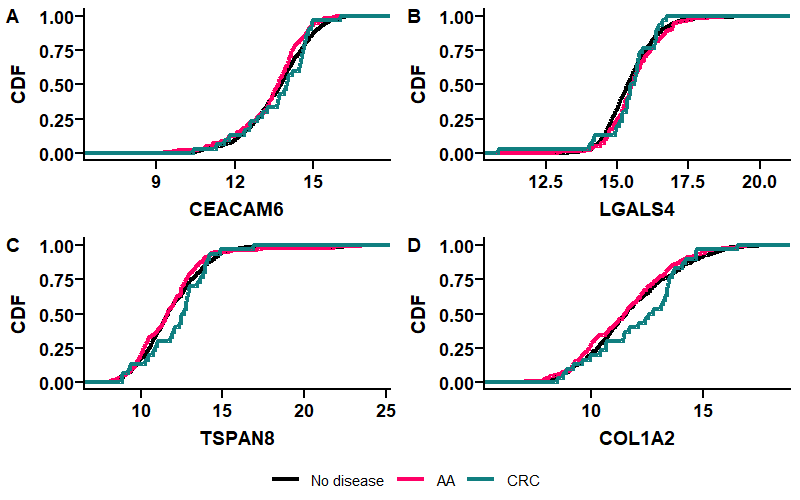 A
CDF
1.00
0.75
0.50
0.25
0.00
9
12
15
CEACAM6
B
CDF
1.00
0.75
0.50
0.25
0.00
12.5
15.0
17.5
20.0
LGALS4
C
CDF
1.00
0.75
0.50
0.25
0.00
10
15
20
25
TSPAN8
D
CDF
1.00
0.75
0.50
0.25
0.00
10
15
COL1A2
No disease AA CRC